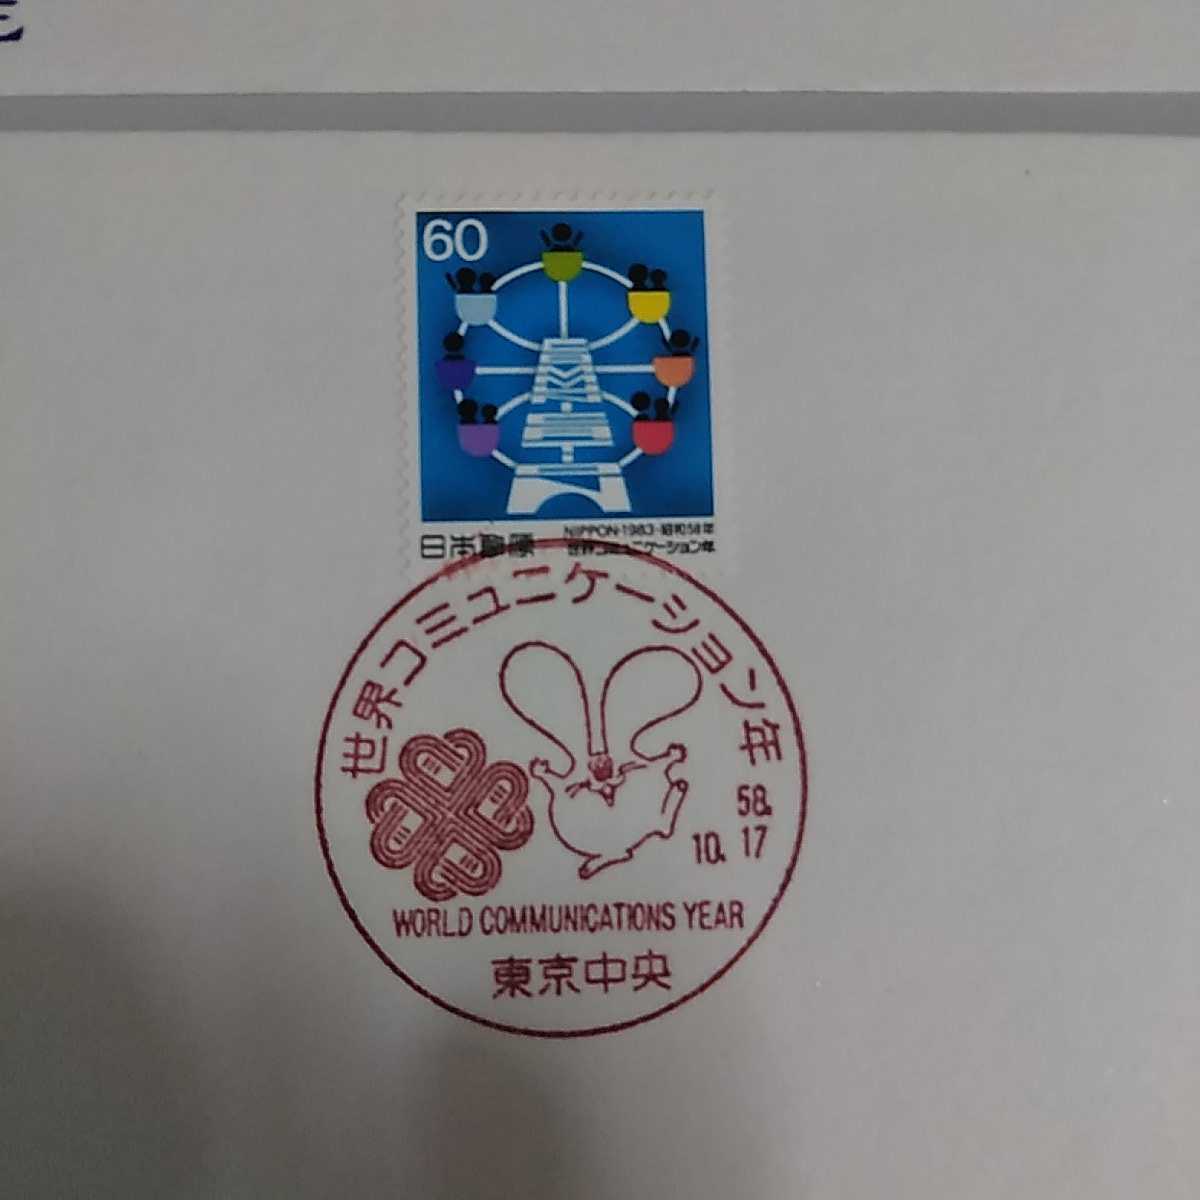 60
NIPPON·1983·昭和58年
日本郵便
世界コミュニケーション年
世界コミュニケーション年
58.
10. 17
WORLD COMMUNICATIONS YEAR
東京中央